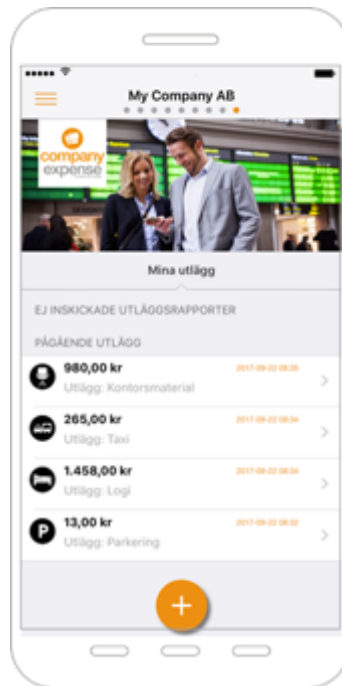 My Company AB
company
expense
Mina utlägg
EJ INSKICKADE UTLÄGGSRAPPORTER
PÅGÅENDE UTLÄGG
980,00 kr 2017-09-22 08:35
Utlägg: Kontorsmaterial
265,00 kr 2017-09-22 08:34
Utlägg: Taxi
1.458,00 kr 2017-09-22 08:34
Utlägg: Logi
P 13,00 kr 2017-09-22 08:32
Utlägg: Parkering
+